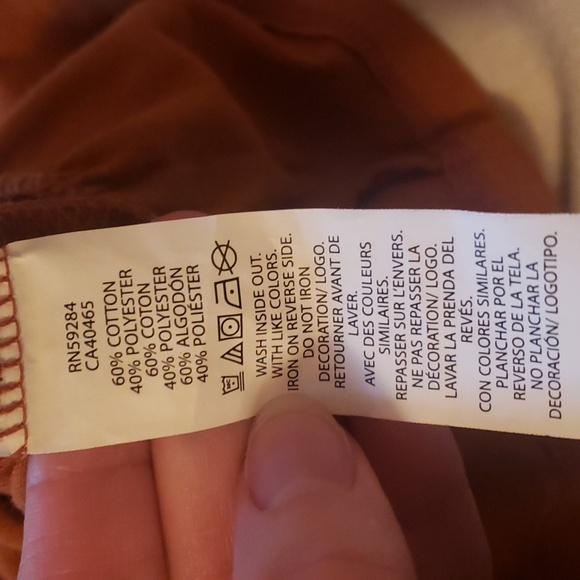 RN59284
CA40465
60% COTTON
40% POLYESTER
60% COTON
40% POLYESTER
60% ALGODÓN
40% POLIÉSTER
WASH INSIDE OUT.
WITH LIKE COLORS.
IRON ON REVERSE SIDE.
DO NOT IRON
DECORATION/ LOGO.
RETOURNER AVANT DE
LAVER.
AVEC DES COULEURS
SIMILAIRES.
REPASSER SUR L'ENVERS.
NE PAS REPASSER LA
DÉCORATION/ LOGO.
LAVAR LA PRENDA DEL
REVÉS.
CON COLORES SIMILARES.
PLANCHAR POR EL
REVERSO DE LA TELA.
NO PLANCHAR LA
DECORACIÓN/ LOGOTIPO.